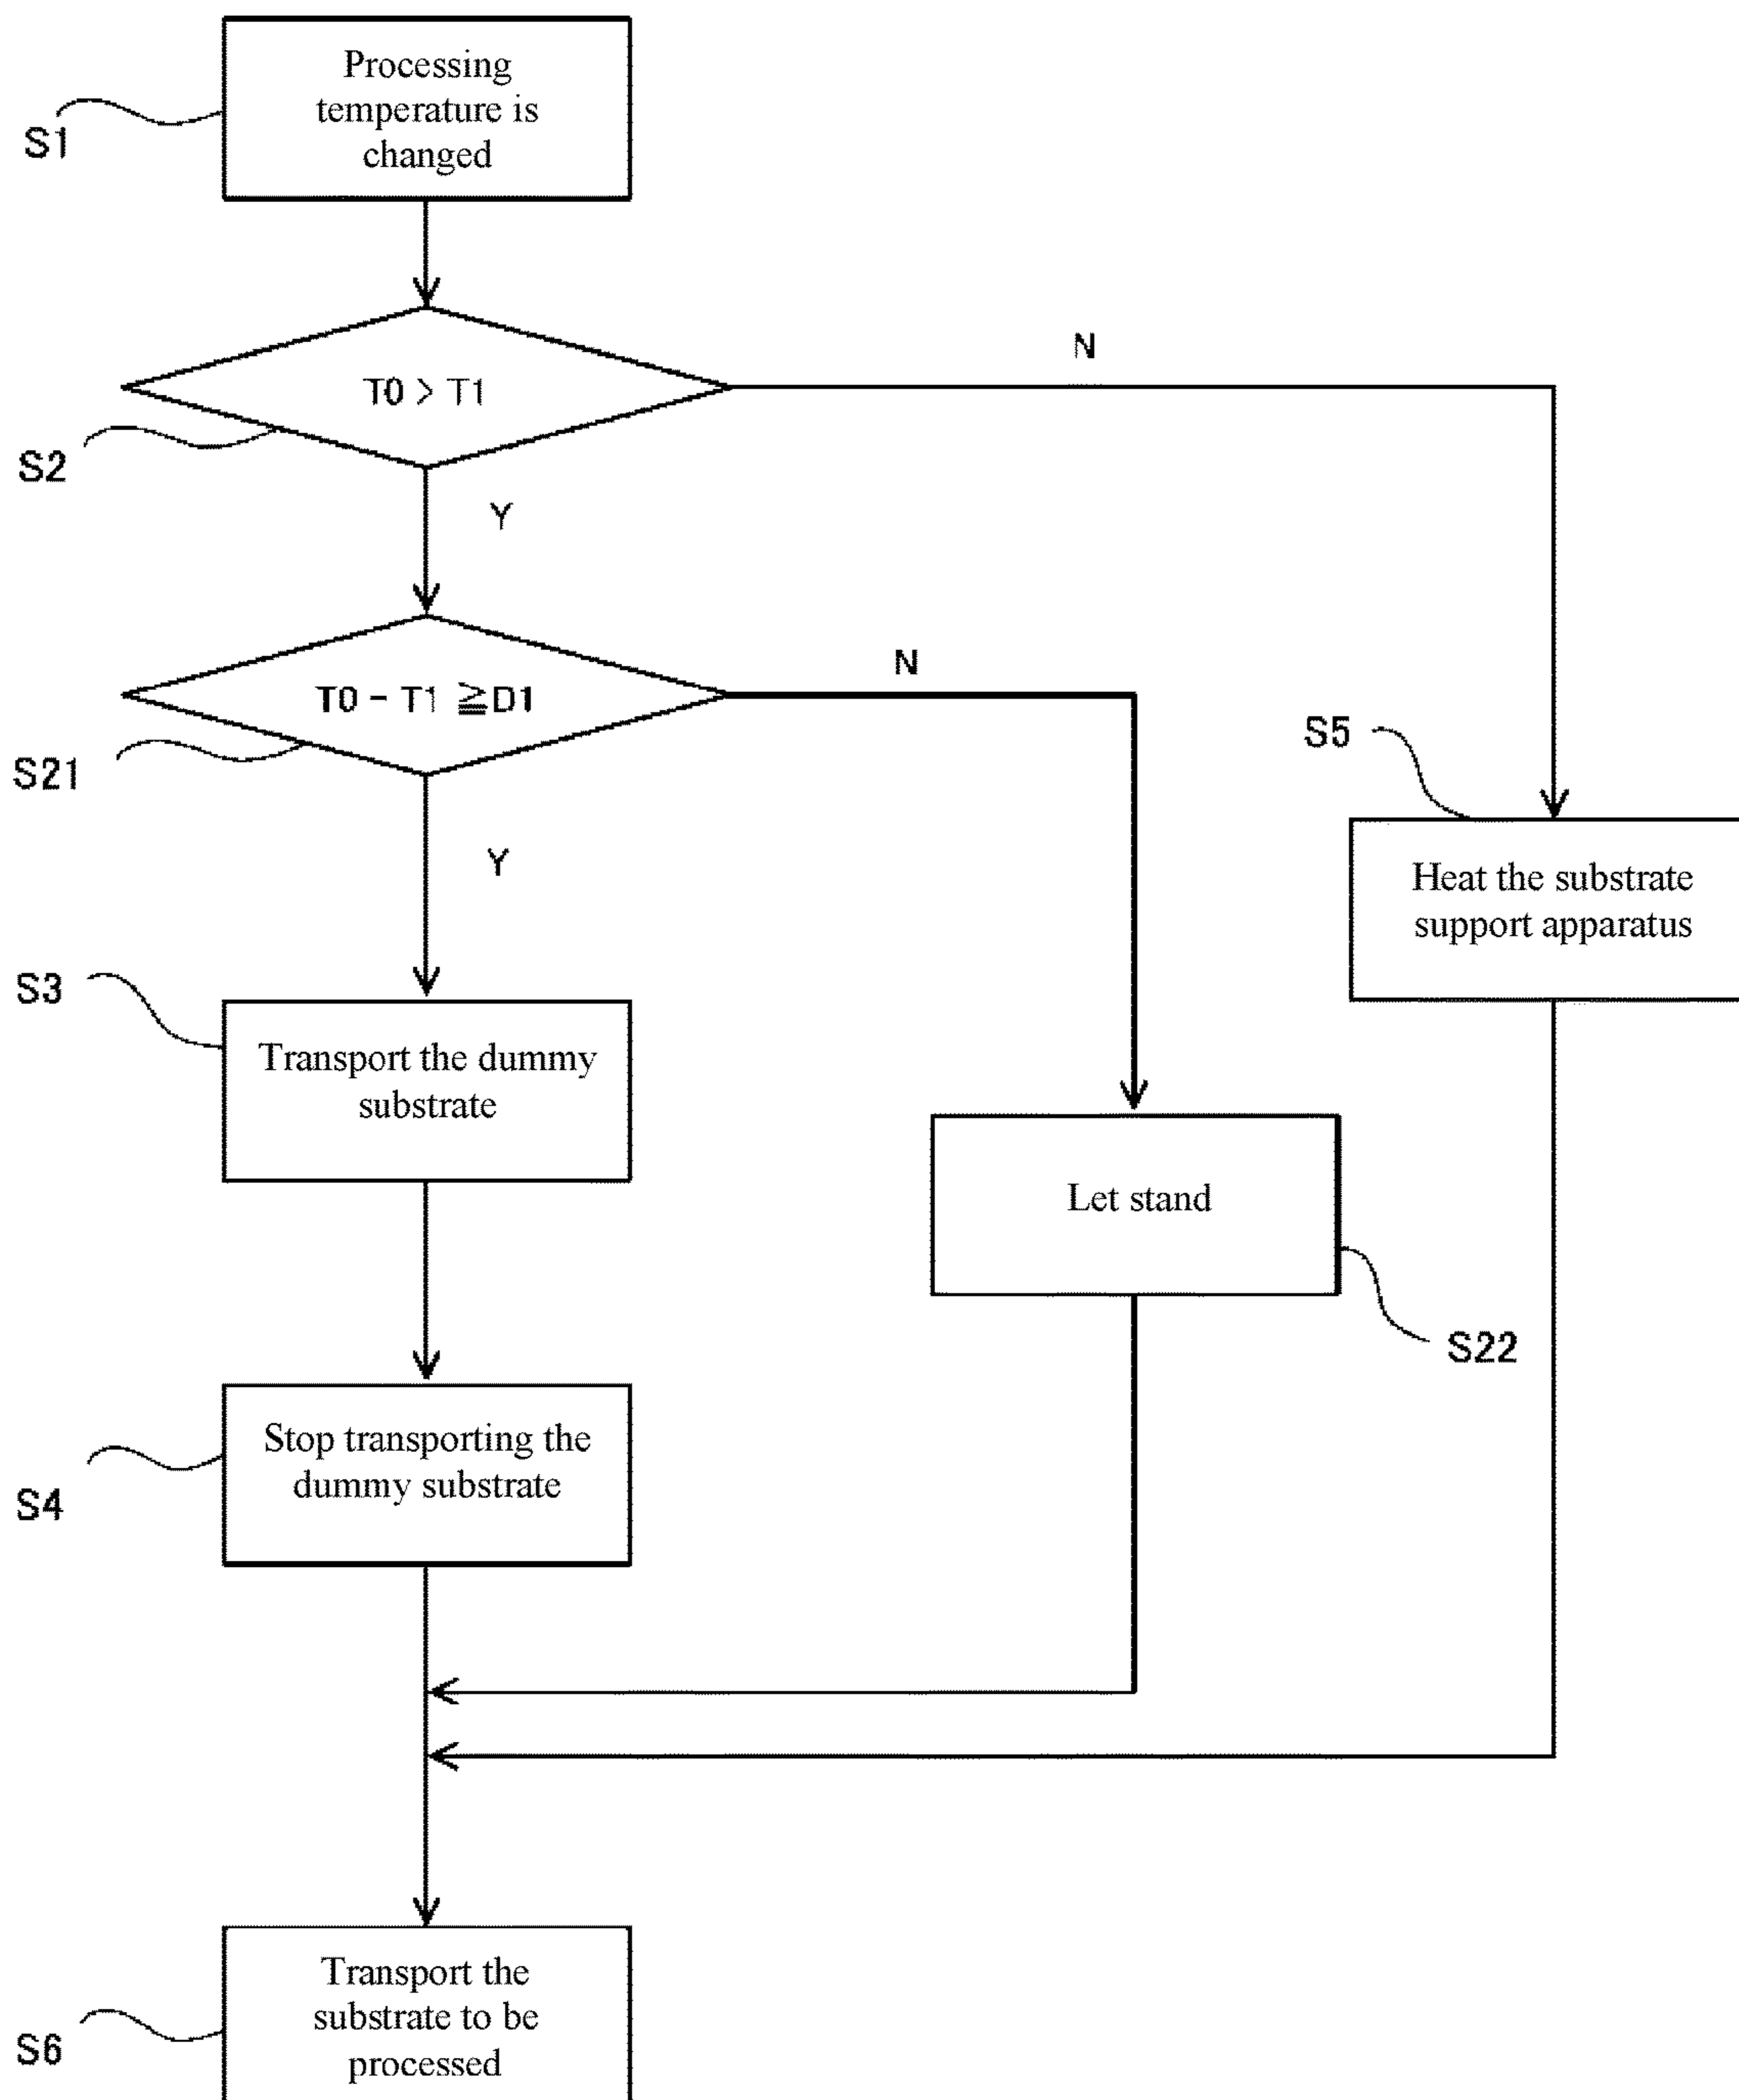 Processing
temperature is
changed
S1
N
T0 > T1
S2
Y
N
T0 - T1 ≧D1
S21
S5
Y
Heat the substrate
support apparatus
S3
Transport the dummy
substrate
Let stand
S22
Stop transporting the
dummy substrate
S4
Transport the
substrate to be
processed
S6